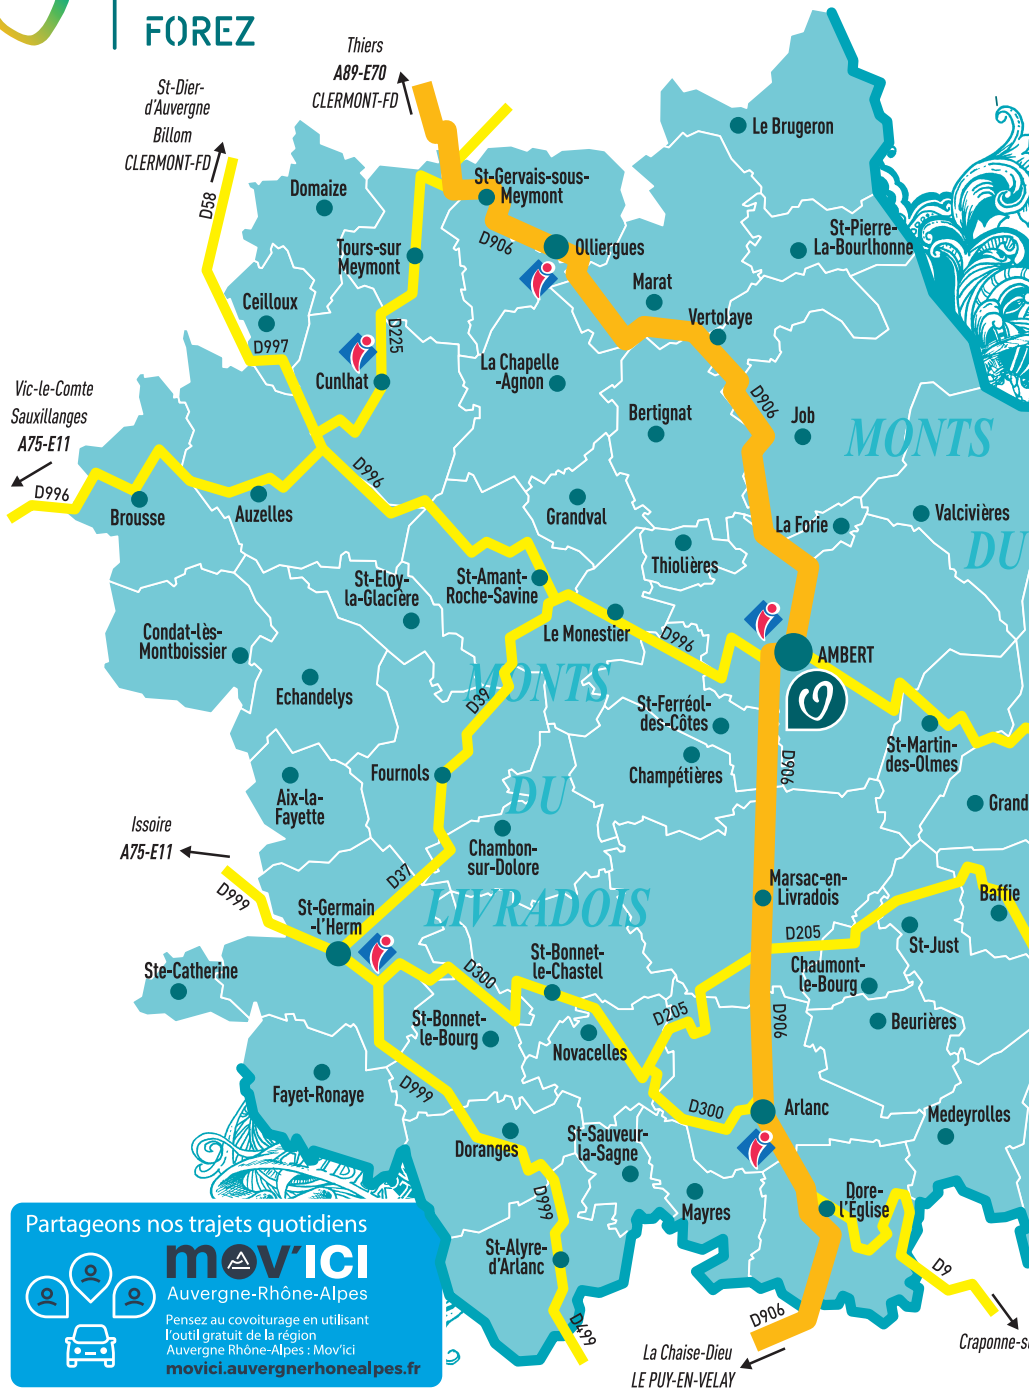 FOREZ
Thiers
A89-E70
CLERMONT-FD
St-Dier-
d'Auvergne
Billom
CLERMONT-FD
D58
Le Brugeron
Domaize
St-Gervais-sous-
Meymont
D906
Olliergues
St-Pierre-
La-Bourlhonne
Tours-sur
Meymont
Marat
Ceilloux
Vertolaye
D997
D225
Cunlhat
La Chapelle
-Agnon
D906
Vic-le-Comte
Sauxillanges
A75-E11
Bertignat
Job
MONTS
D996
D996
Brousse
Auzelles
Grandval
La Forie
Valcivières
DU
Thiolières
St-Eloy-
la-Glacière
St-Amant-
Roche-Savine
Le Monestier
D996
Condat-lès-
Montboissier
AMBERT
Echandelys
MONTS
D39
St-Ferréol-
des-Côtes
St-Martin-
des-Olmes
Champétières
D906
Fournols
Aix-la-
Fayette
DU
Grand
Issoire
A75-E11
Chambon-
sur-Dolore
D999
D37
Marsac-en-
Livradois
Baffie
St-Germain
-l'Herm
LIVRADOIS
D205
St-Just
Ste-Catherine
D300
St-Bonnet-
le-Chastel
Chaumont-
le-Bourg
D205
D906
St-Bonnet-
le-Bourg
Novacelles
Beurières
Fayet-Ronaye
D999
D300
Arlanc
Medeyrolles
Doranges
St-Sauveur-
la-Sagne
D999
Mayres
Dore-
l'Église
St-Alyre-
d'Arlanc
D9
D499
D906
La Chaise-Dieu
LE PUY-EN-VELAY
Craponne-su
Partageons nos trajets quotidiens
mov'ici
Auvergne-Rhône-Alpes
Pensez au covoiturage en utilisant
l'outil gratuit de la région
Auvergne Rhône-Alpes : Mov'ici
movici.auvergnerhonealpes.fr